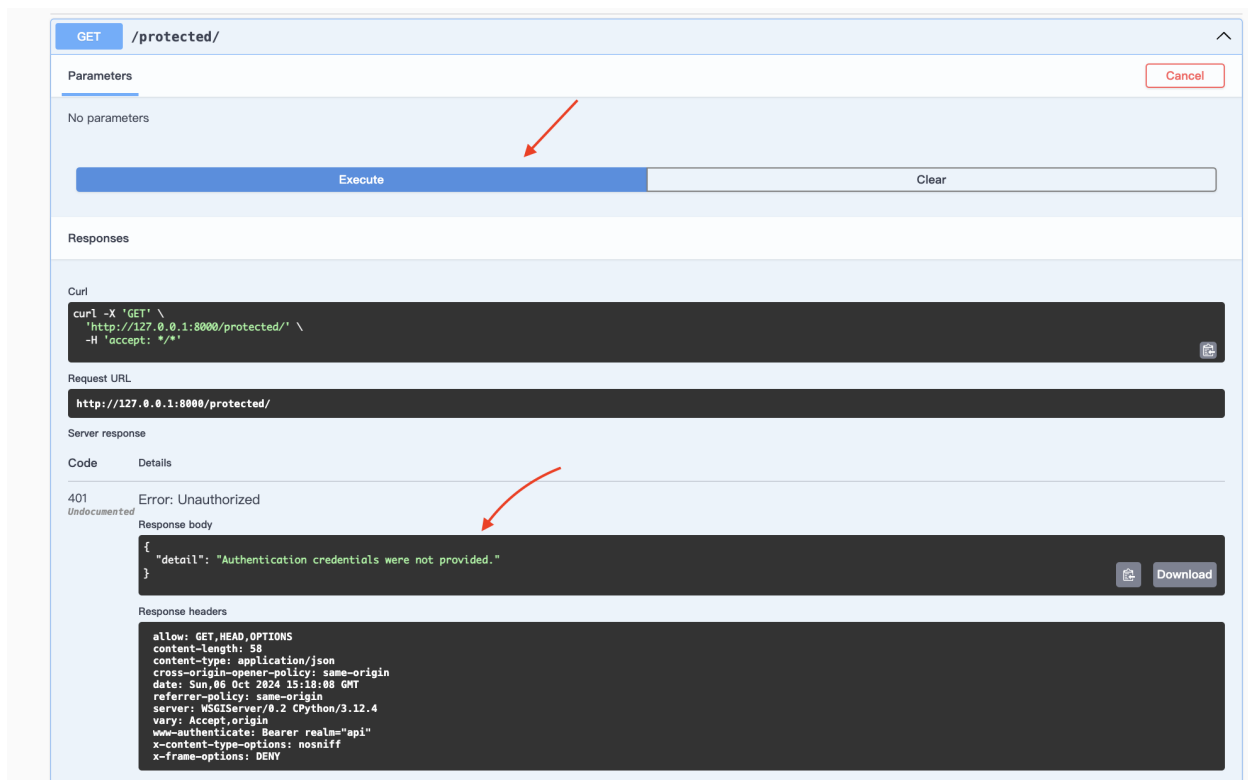 GET /protected/
Parameters
Cancel
No parameters
Execute
Clear
Responses
Curl
curl -X 'GET' \
  'http://127.0.0.1:8000/protected/' \
  -H 'accept: */*'
Request URL
http://127.0.0.1:8000/protected/
Server response
Code Details
401 Error: Unauthorized
Undocumented
Response body
{
  "detail": "Authentication credentials were not provided."
}
Download
Response headers
allow: GET,HEAD,OPTIONS
content-length: 58
content-type: application/json
cross-origin-opener-policy: same-origin
date: Sun,06 Oct 2024 15:18:08 GMT
referrer-policy: same-origin
server: WSGIServer/0.2 CPython/3.12.4
vary: Accept,origin
www-authenticate: Bearer realm="api"
x-content-type-options: nosniff
x-frame-options: DENY